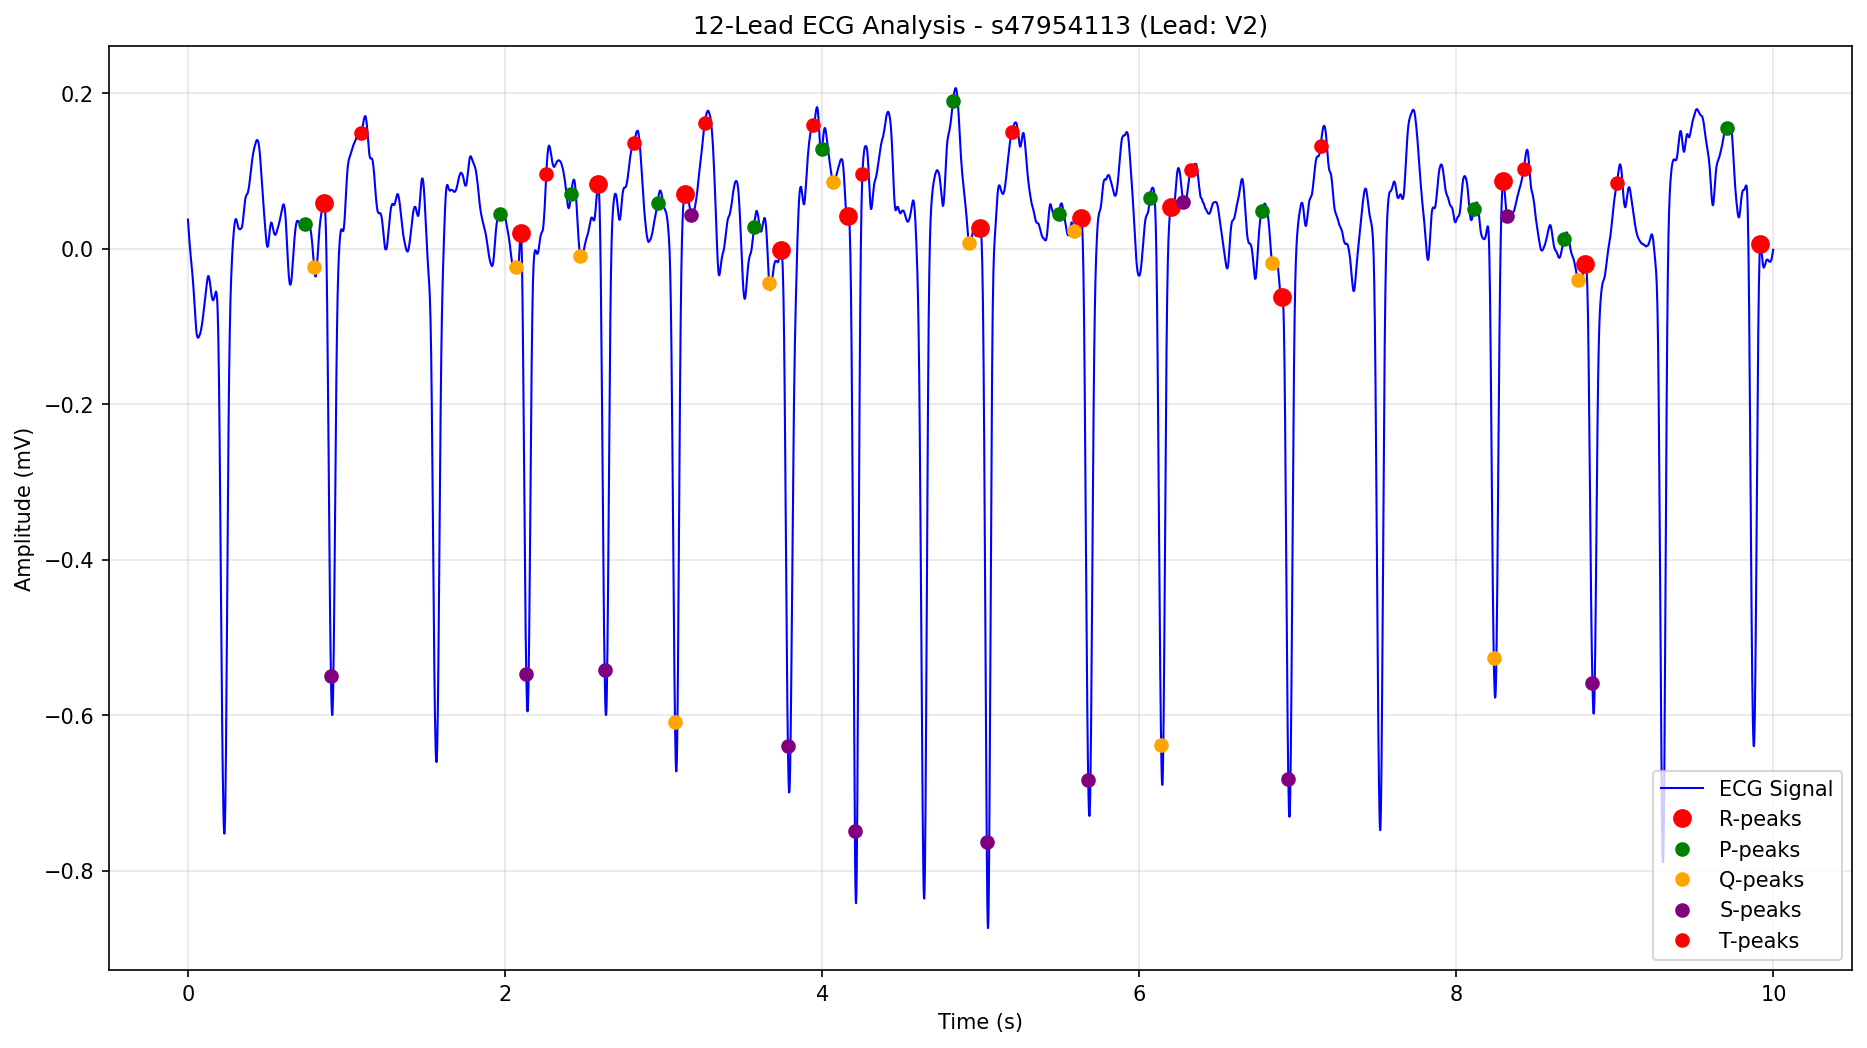 12-Lead ECG Analysis - s47954113 (Lead: V2)
Amplitude (mV)
0.2
0.0
−0.2
−0.4
−0.6
−0.8
0 2 4 6 8 10
Time (s)
ECG Signal
R-peaks
P-peaks
Q-peaks
S-peaks
T-peaks